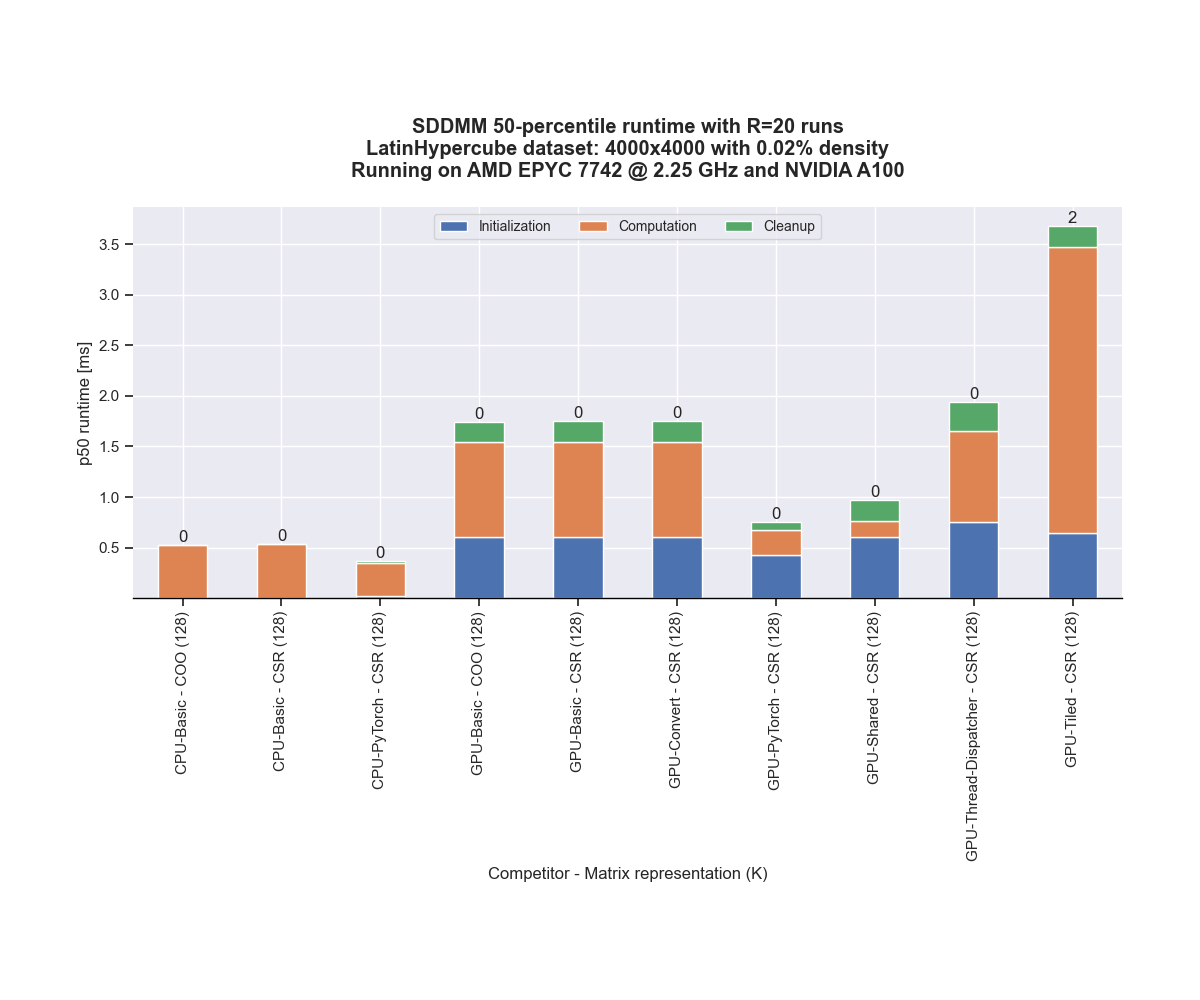 SDDMM 50-percentile runtime with R=20 runs
LatinHypercube dataset: 4000x4000 with 0.02% density
Running on AMD EPYC 7742 @ 2.25 GHz and NVIDIA A100
Initialization
Computation
Cleanup
p50 runtime [ms]
3.5
3.0
2.5
2.0
1.5
1.0
0.5
0
0
0
0
0
0
0
0
0
2
CPU-Basic - COO (128)
CPU-Basic - CSR (128)
CPU-PyTorch - CSR (128)
GPU-Basic - COO (128)
GPU-Basic - CSR (128)
GPU-Convert - CSR (128)
GPU-PyTorch - CSR (128)
GPU-Shared - CSR (128)
GPU-Thread-Dispatcher - CSR (128)
GPU-Tiled - CSR (128)
Competitor - Matrix representation (K)